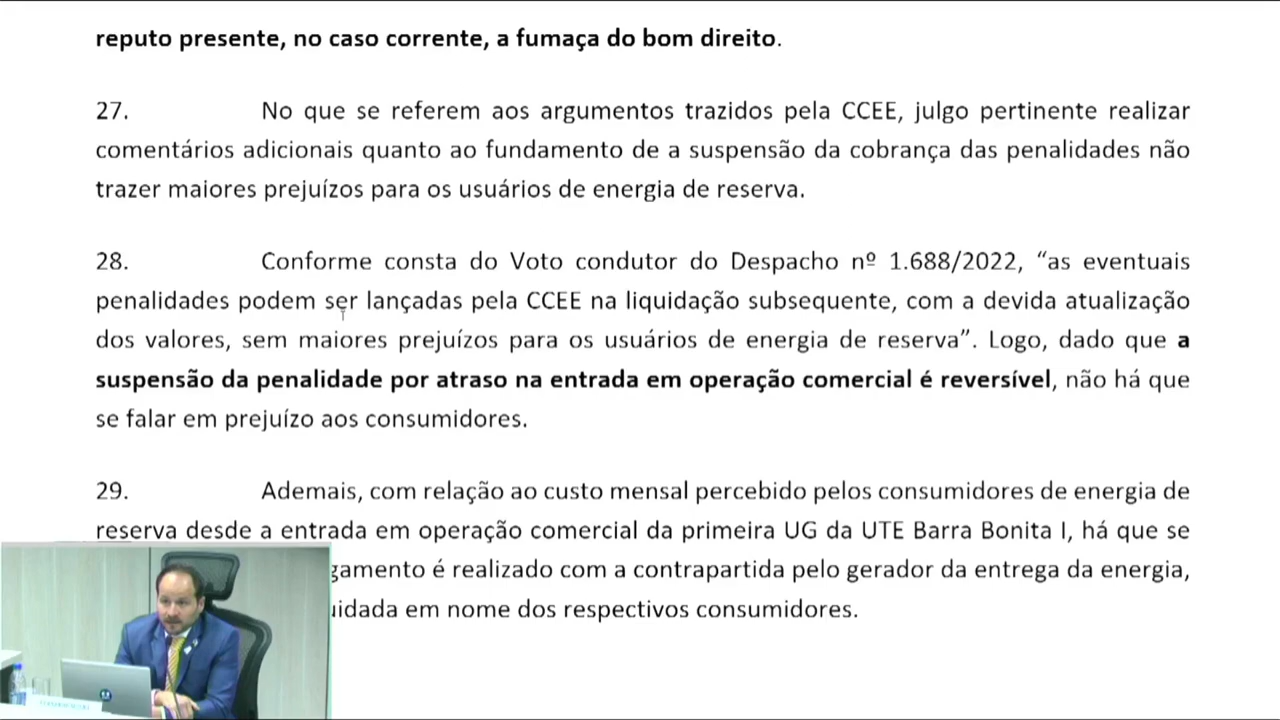 reputo presente, no caso corrente, a fumaça do bom direito.
27. No que se referem aos argumentos trazidos pela CCEE, julgo pertinente realizar
comentários adicionais quanto ao fundamento de a suspensão da cobrança das penalidades não
trazer maiores prejuízos para os usuários de energia de reserva.
28. Conforme consta do Voto condutor do Despacho nº 1.688/2022, “as eventuais
penalidades podem ser lançadas pela CCEE na liquidação subsequente, com a devida atualização
dos valores, sem maiores prejuízos para os usuários de energia de reserva”. Logo, dado que a
suspensão da penalidade por atraso na entrada em operação comercial é reversível, não há que
se falar em prejuízo aos consumidores.
29. Ademais, com relação ao custo mensal percebido pelos consumidores de energia de
reserva desde a entrada em operação comercial da primeira UG da UTE Barra Bonita I, há que se
gamento é realizado com a contrapartida pelo gerador da entrega da energia,
uidada em nome dos respectivos consumidores.